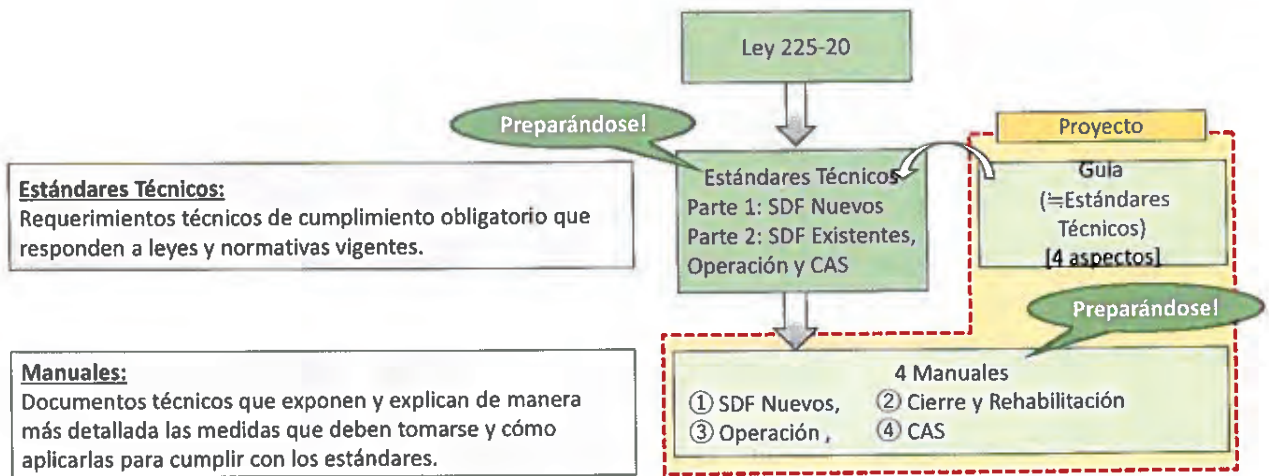 Ley 225-20
Preparándose!
Proyecto
Estándares Técnicos:
Requerimientos técnicos de cumplimiento obligatorio que
responden a leyes y normativas vigentes.
Estándares Técnicos
Parte 1: SDF Nuevos
Parte 2: SDF Existentes,
Operación y CAS
Guía
(≒Estándares
Técnicos)
[4 aspectos]
Preparándose!
Manuales:
Documentos técnicos que exponen y explican de manera
más detallada las medidas que deben tomarse y cómo
aplicarlas para cumplir con los estándares.
4 Manuales
① SDF Nuevos, ② Cierre y Rehabilitación
③ Operación , ④ CAS